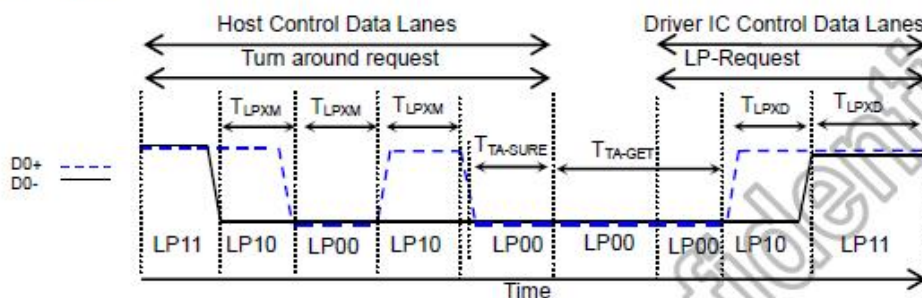 Host Control Data Lanes Driver IC Control Data Lanes
Turn around request LP-Request
TLPXM TLPXM TLPXM TLPXD TLPXD
TTA-SURE TTA-GET
D0+
D0-
LP11 LP10 LP00 LP10 LP00 LP00 LP00 LP10 LP11
Time